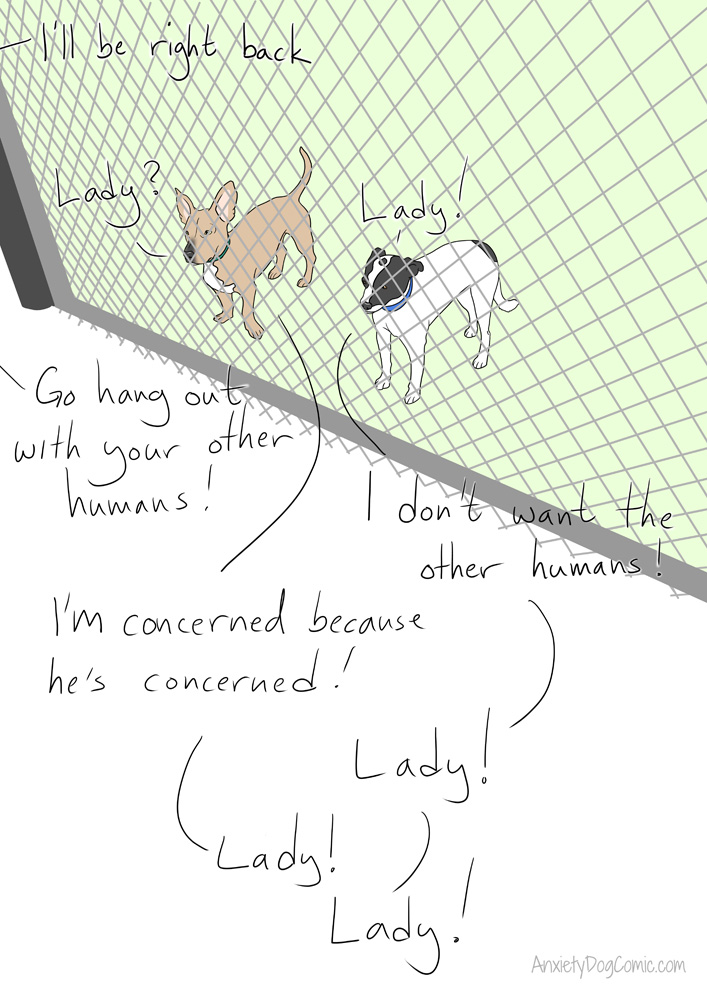 I'll be right back
Lady?
Lady!
Go hang out
with your other
humans!
I don't want the
other humans!
I'm concerned because
he's concerned!
Lady!
Lady!
Lady!
AnxietyDogComic.com